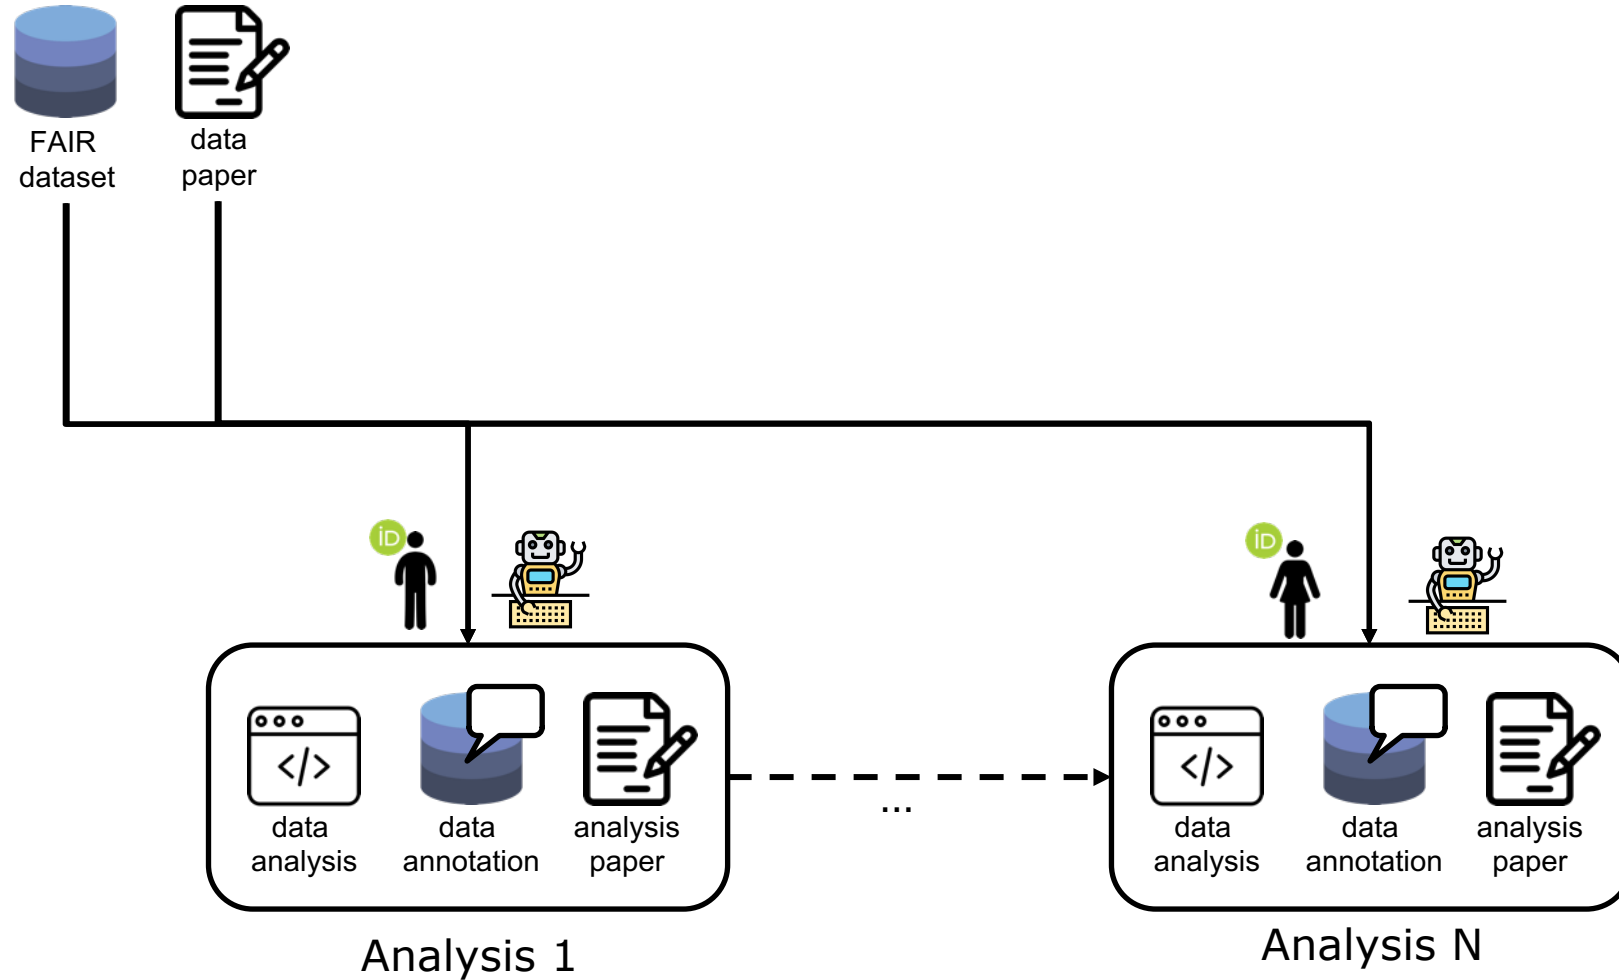 FAIR
dataset
data
paper
iD
iD
</>
data
analysis
data
annotation
analysis
paper
...
</>
data
analysis
data
annotation
analysis
paper
Analysis 1
Analysis N